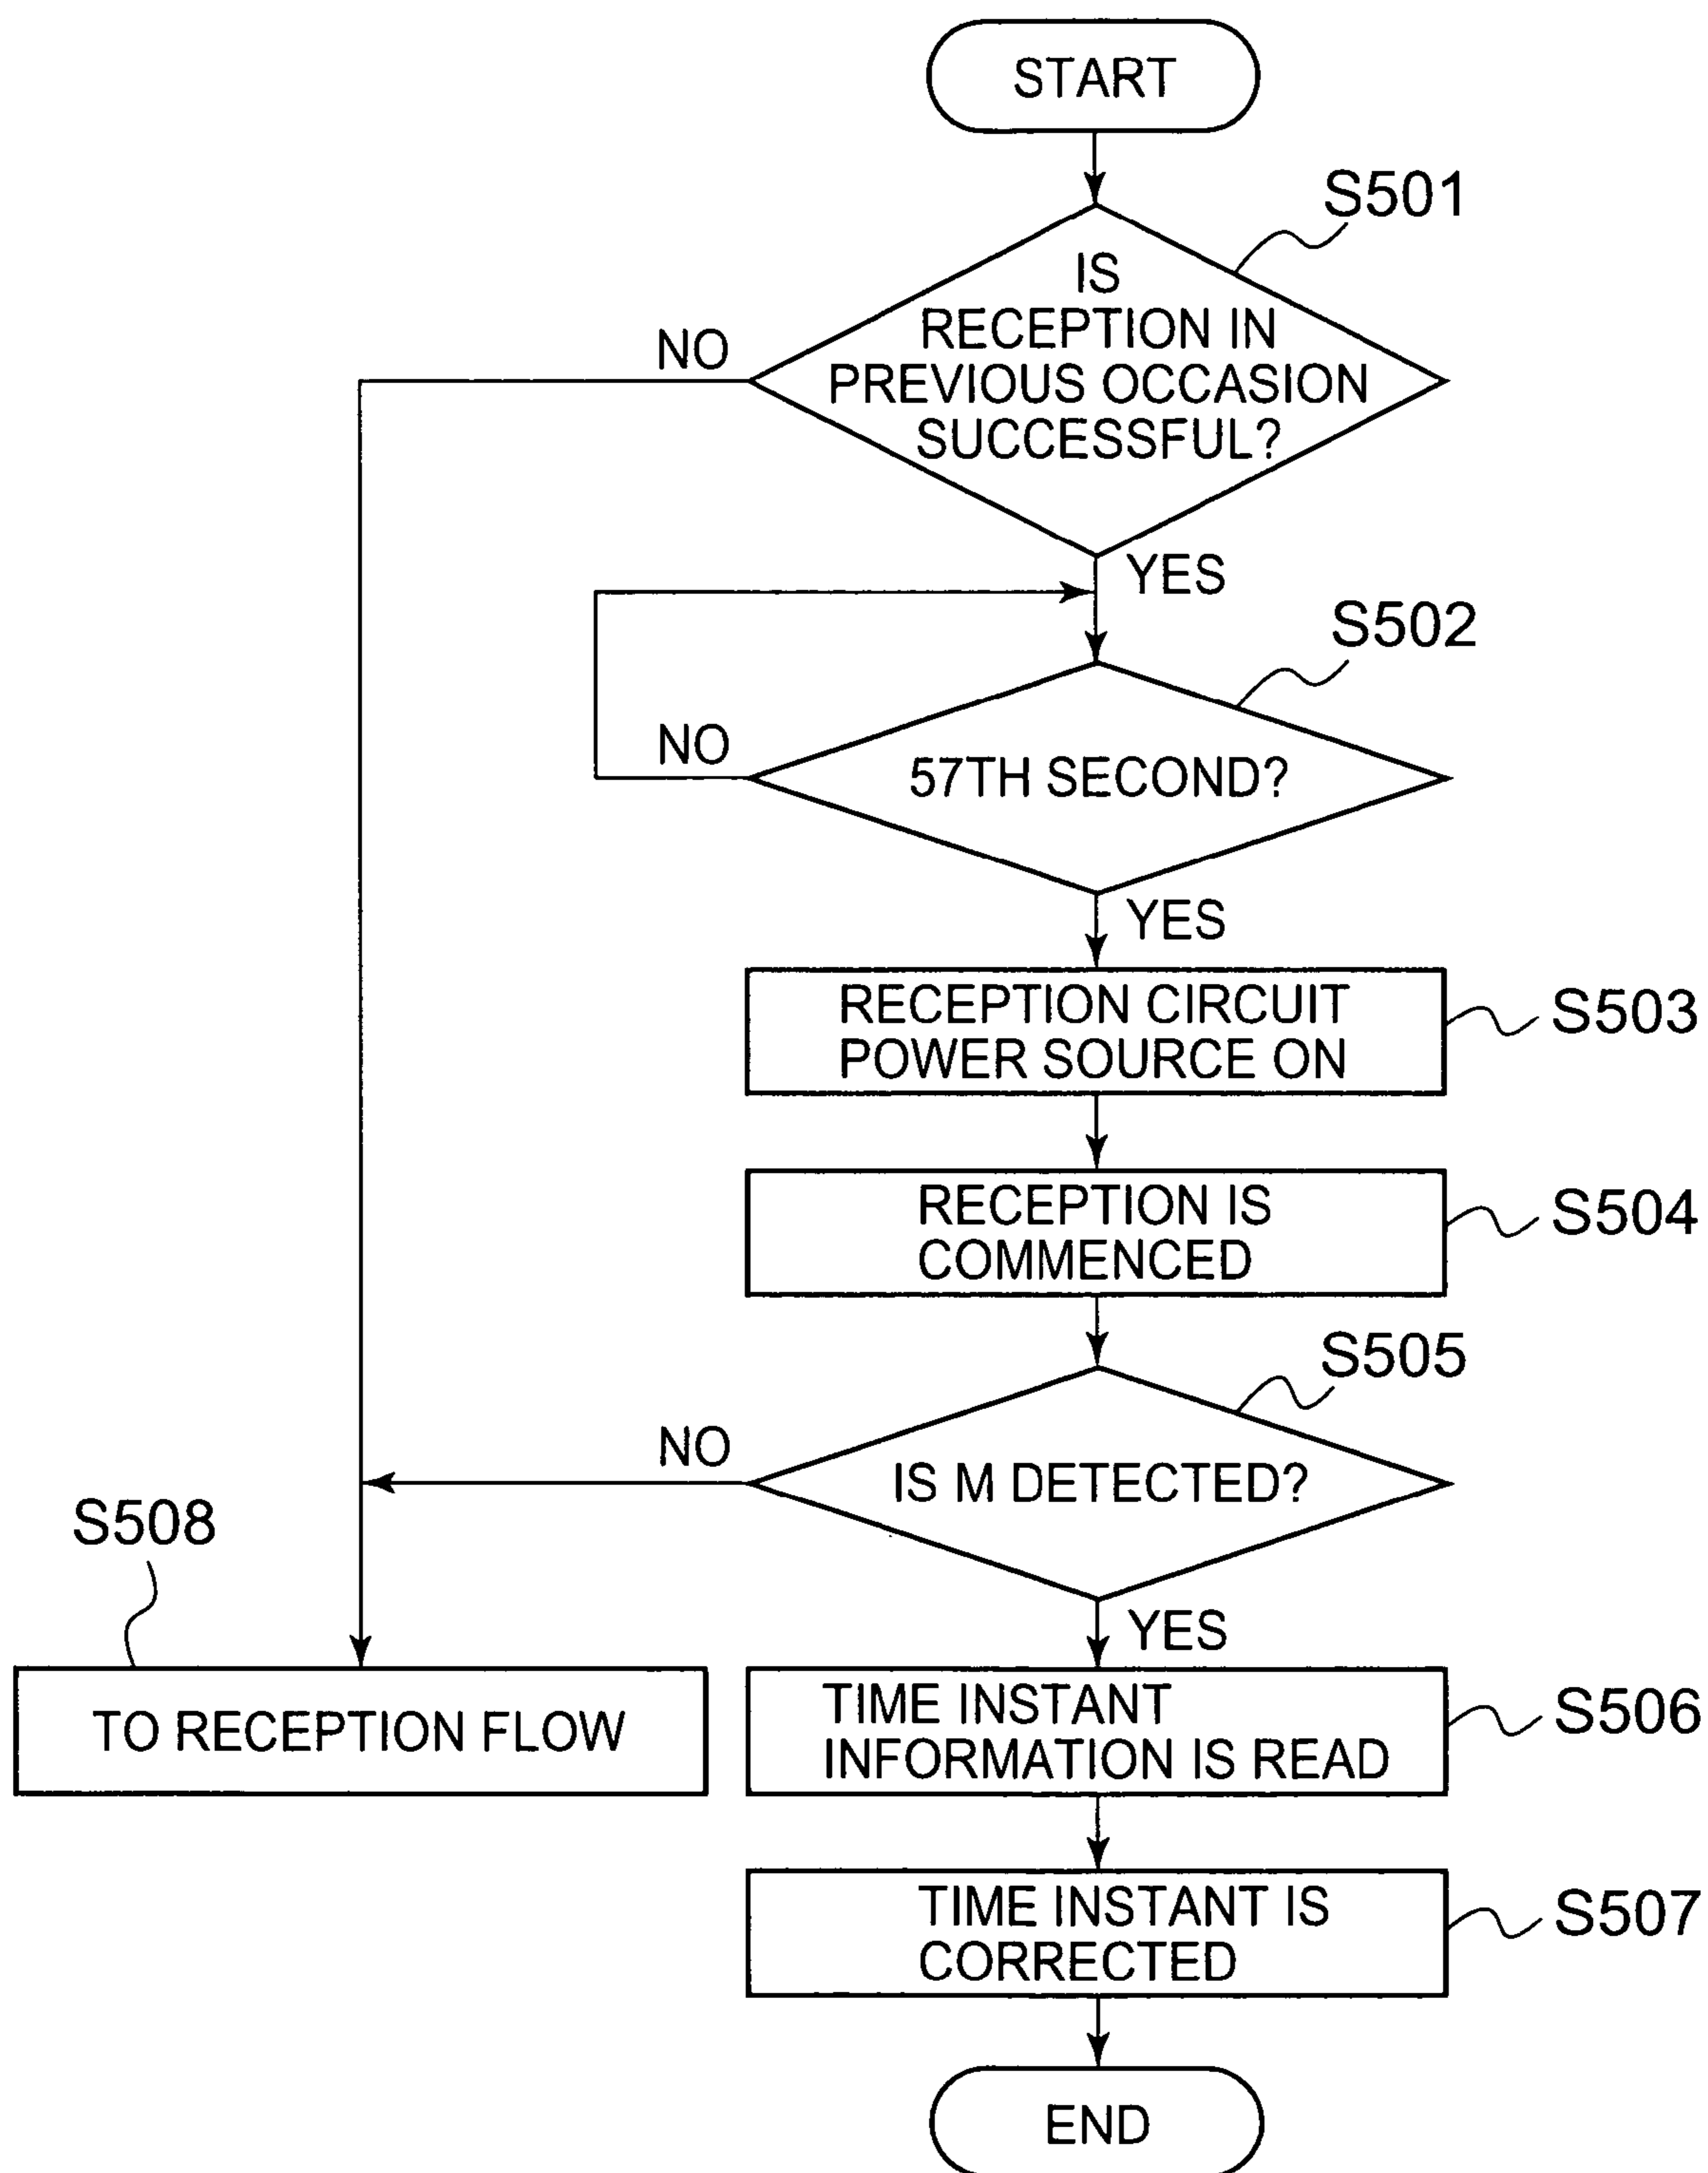 START
S501
IS
RECEPTION IN
PREVIOUS OCCASION
SUCCESSFUL?
NO
YES
S502
NO
57TH SECOND?
YES
RECEPTION CIRCUIT
POWER SOURCE ON
S503
RECEPTION IS
COMMENCED
S504
S505
NO
IS M DETECTED?
S508
YES
TO RECEPTION FLOW
TIME INSTANT
INFORMATION IS READ
S506
TIME INSTANT IS
CORRECTED
S507
END